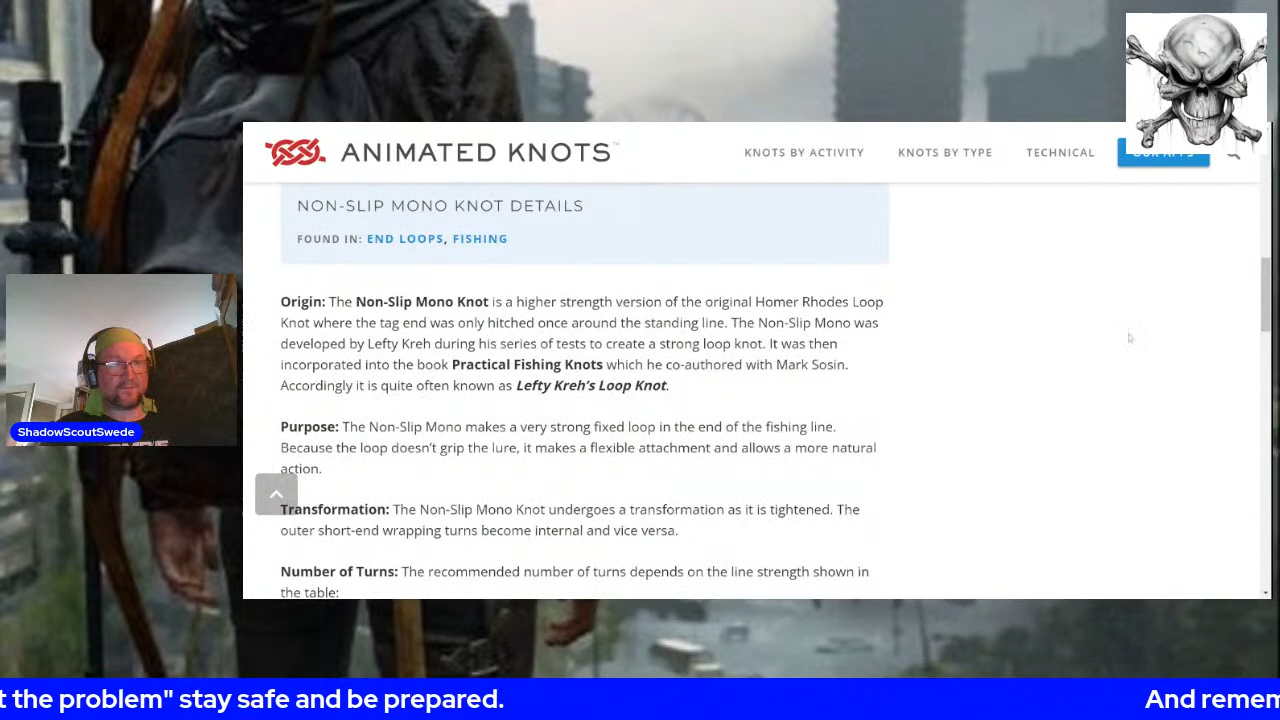 ANIMATED KNOTS
KNOTS BY ACTIVITY
KNOTS BY TYPE
TECHNICAL
OUR APPS
NON-SLIP MONO KNOT DETAILS
FOUND IN: END LOOPS, FISHING
Origin: The Non-Slip Mono Knot is a higher strength version of the original Homer Rhodes Loop
Knot where the tag end was only hitched once around the standing line. The Non-Slip Mono was
developed by Lefty Kreh during his series of tests to create a strong loop knot. It was then
incorporated into the book Practical Fishing Knots which he co-authored with Mark Sosin.
Accordingly it is quite often known as Lefty Kreh’s Loop Knot.
Purpose: The Non-Slip Mono makes a very strong fixed loop in the end of the fishing line.
Because the loop doesn’t grip the lure, it makes a flexible attachment and allows a more natural
action.
Transformation: The Non-Slip Mono Knot undergoes a transformation as it is tightened. The
outer short-end wrapping turns become internal and vice versa.
Number of Turns: The recommended number of turns depends on the line strength shown in
the table:
ShadowScoutSwede
t the problem" stay safe and be prepared.
And remem